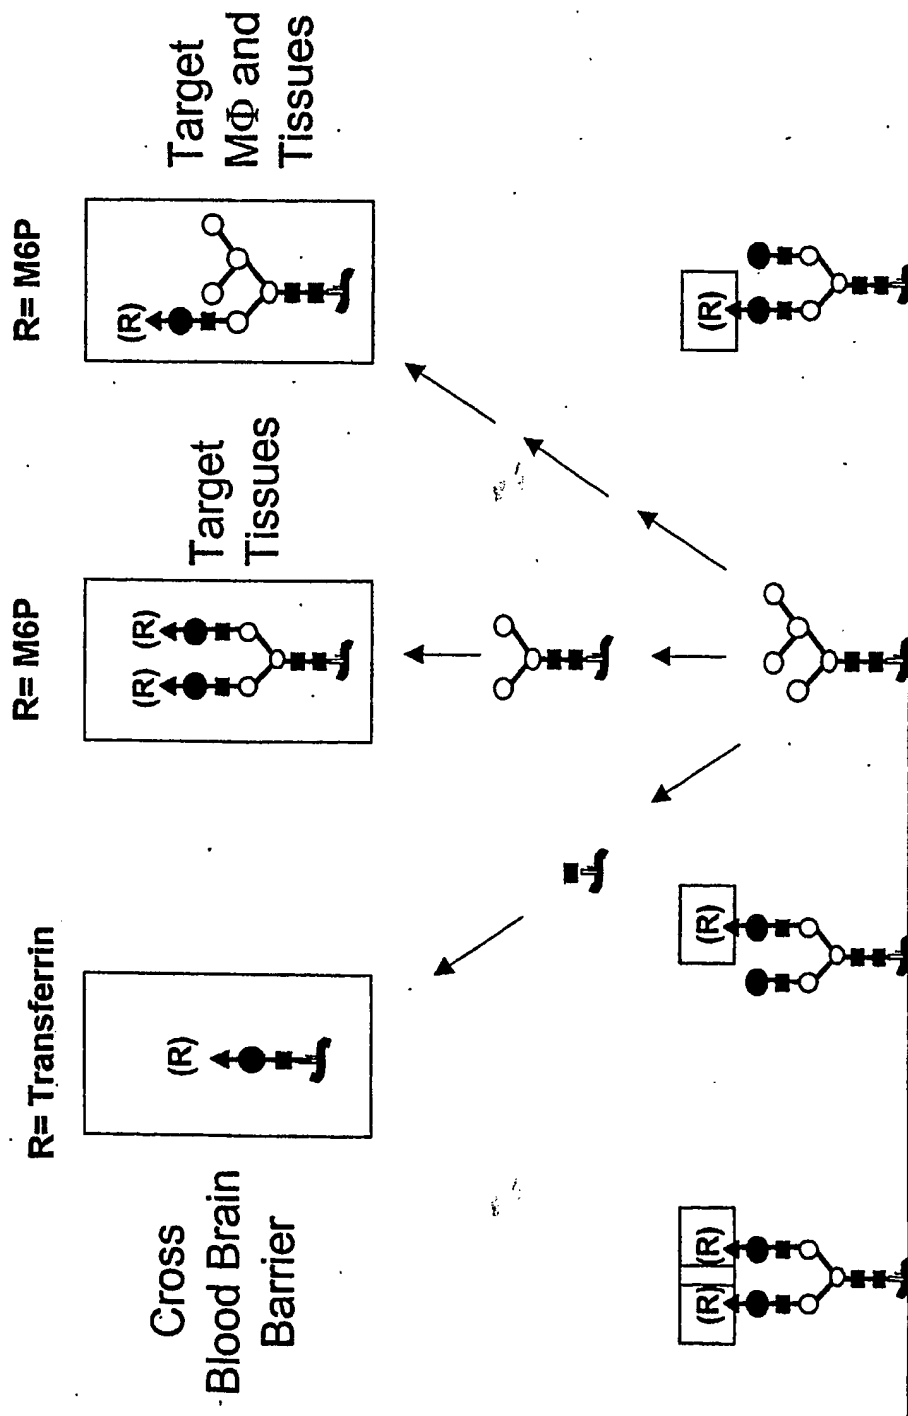 R= Transferrin
R= M6P
R= M6P
Cross
Blood Brain
Barrier
(R)
(R) (R)
Target
Tissues
(R)
Target
MΦ and
Tissues
(R) (R)
(R)
(R)